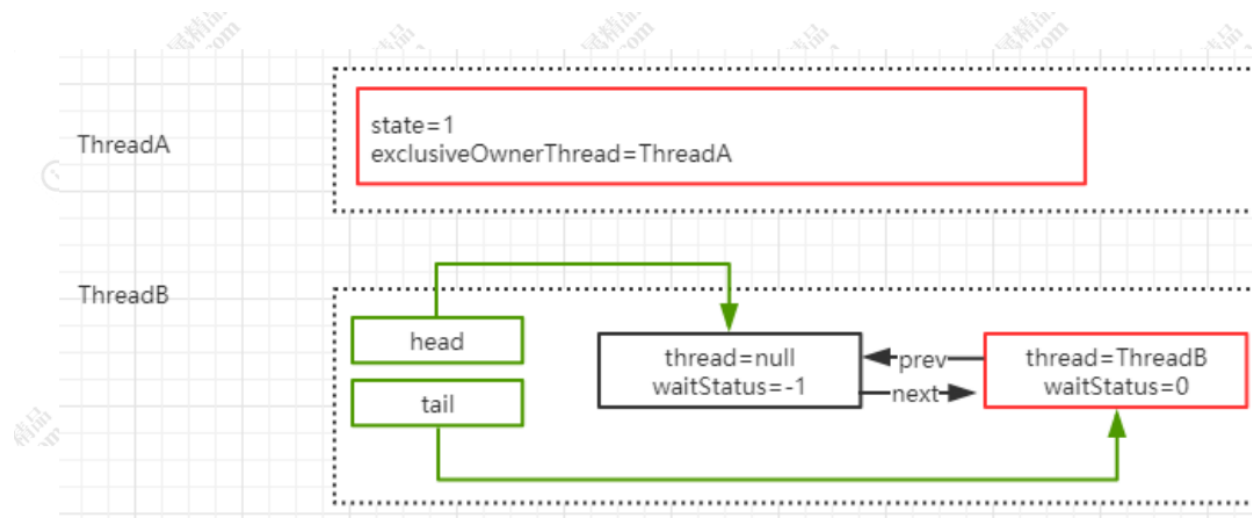 ThreadA
state=1
exclusiveOwnerThread=ThreadA
ThreadB
head
tail
thread=null
waitStatus=-1
prev
next
thread=ThreadB
waitStatus=0